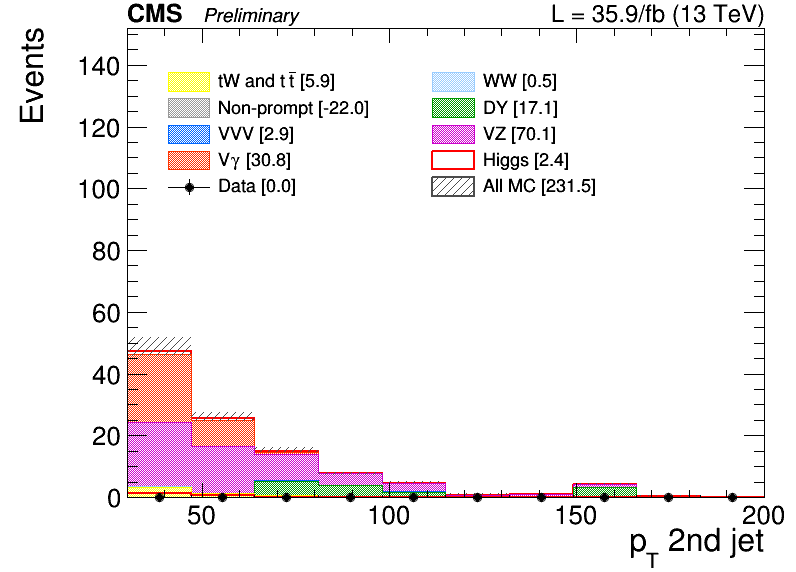 CMS Preliminary L = 35.9/fb (13 TeV)
Events
140
120
100
80
60
40
20
0
tW and t t̄ [5.9]
Non-prompt [-22.0]
VVV [2.9]
Vγ [30.8]
Data [0.0]
WW [0.5]
DY [17.1]
VZ [70.1]
Higgs [2.4]
All MC [231.5]
50 100 150 200
p_T 2nd jet